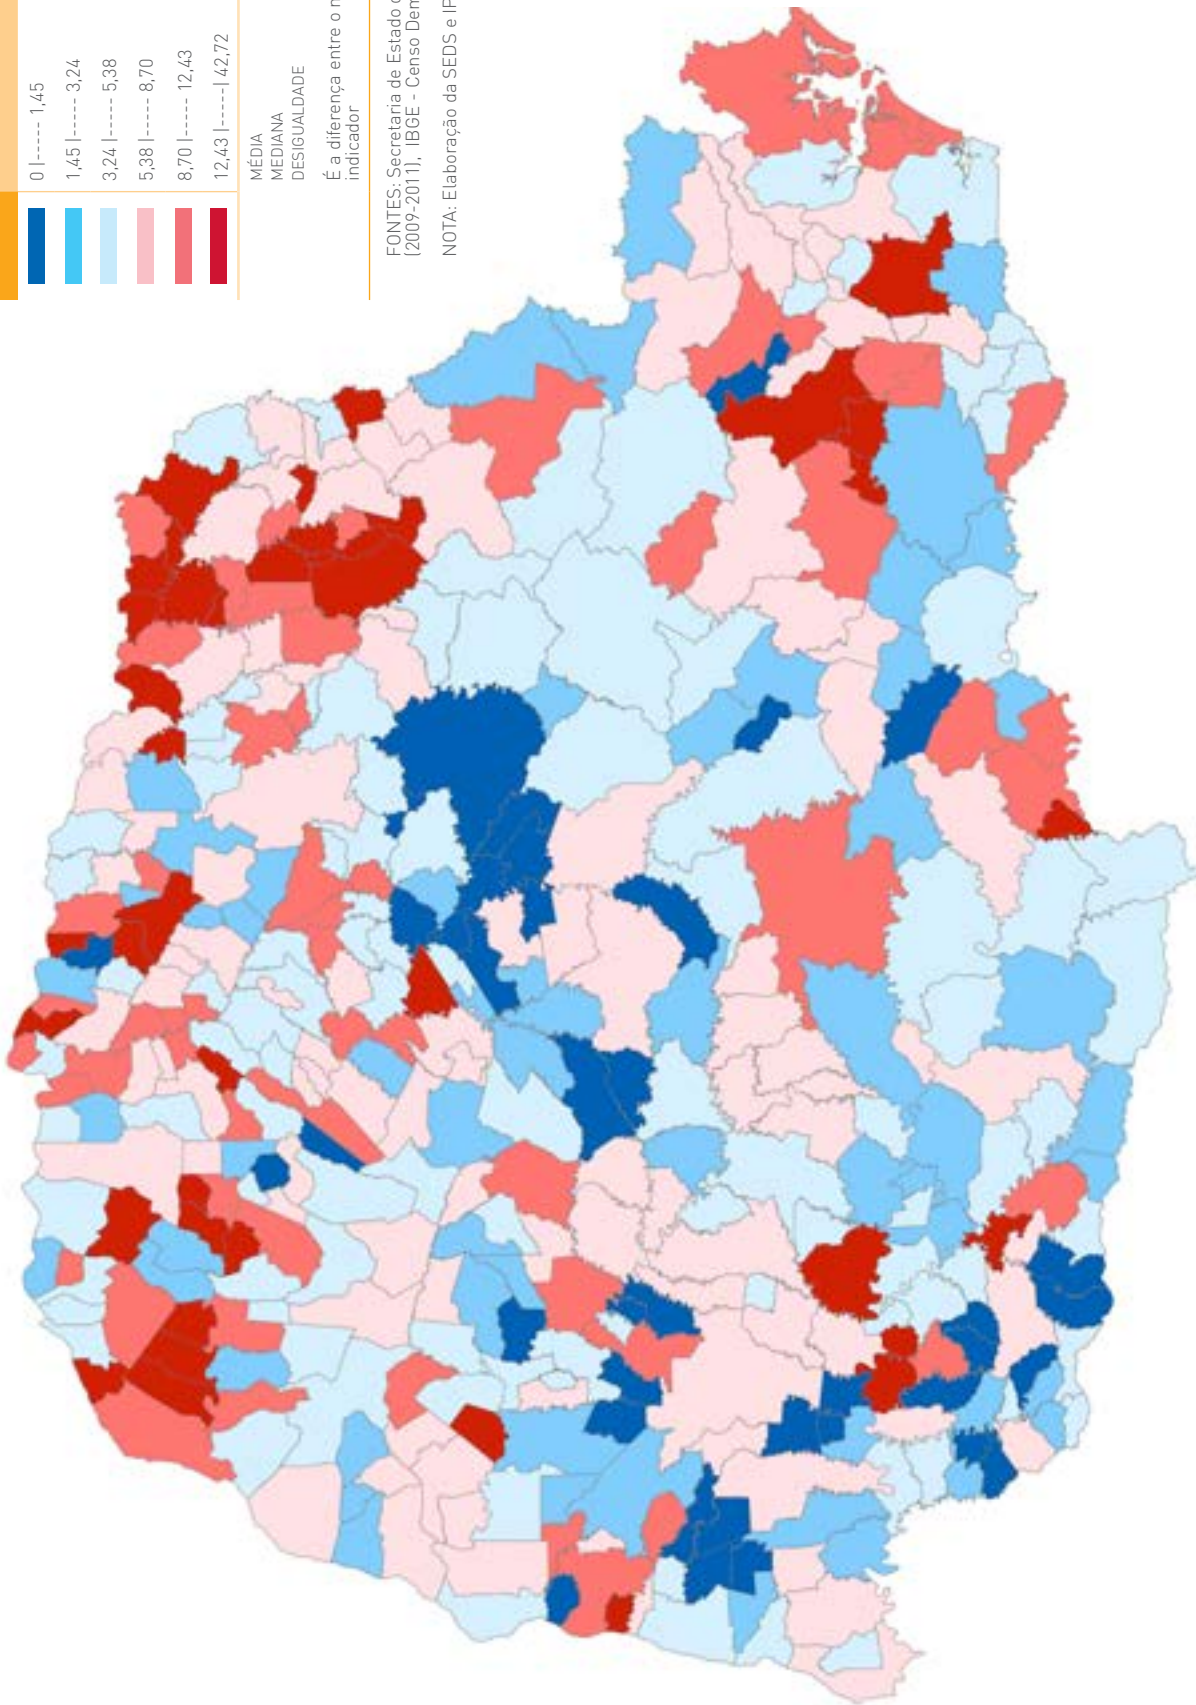 0 |----- 1,45
1,45 |----- 3,24
3,24 |----- 5,38
5,38 |----- 8,70
8,70 |----- 12,43
12,43 |-----| 42,72
MÉDIA
MEDIANA
DESIGUALDADE
É a diferença entre o
indicador
FONTES: Secretaria de Estado
(2009-2011), IBGE - Censo
NOTA: Elaboração da SEDS e